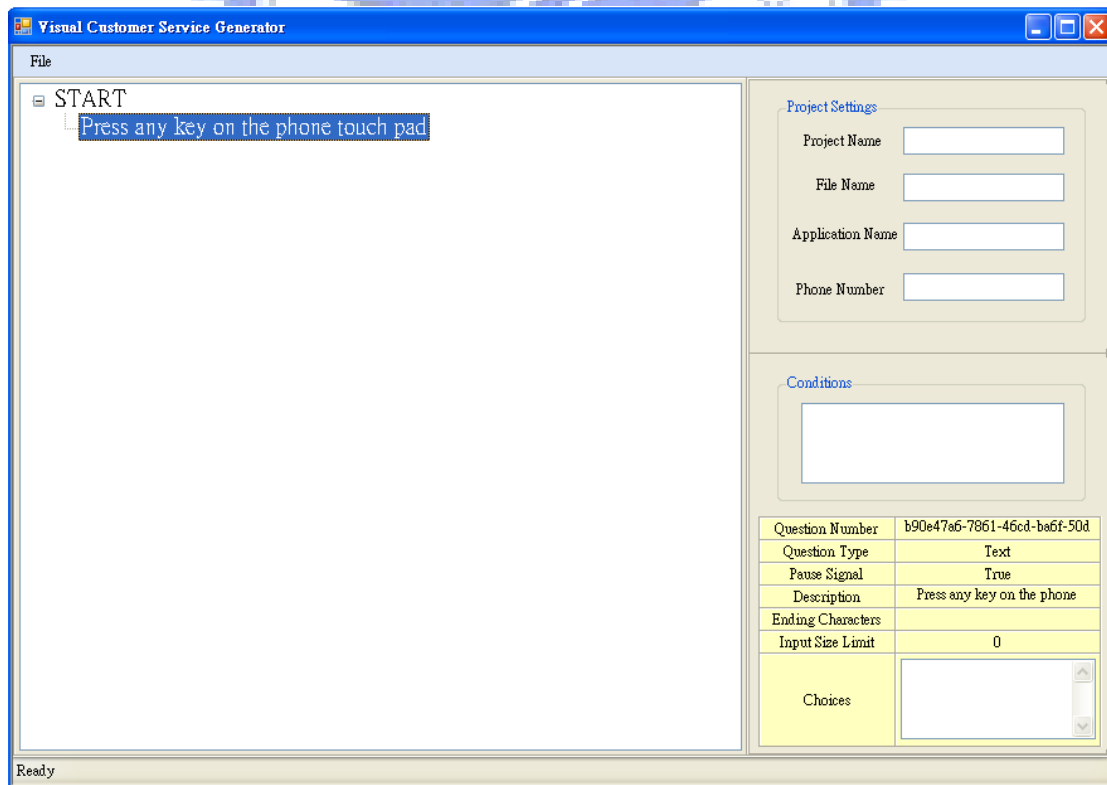 Visual Customer Service Generator
File
START
Press any key on the phone touch pad
Project Settings
Project Name
File Name
Application Name
Phone Number
Conditions
Question Number b90e47a6-7861-46cd-ba6f-50d
Question Type Text
Pause Signal True
Description Press any key on the phone
Ending Characters
Input Size Limit 0
Choices
Ready